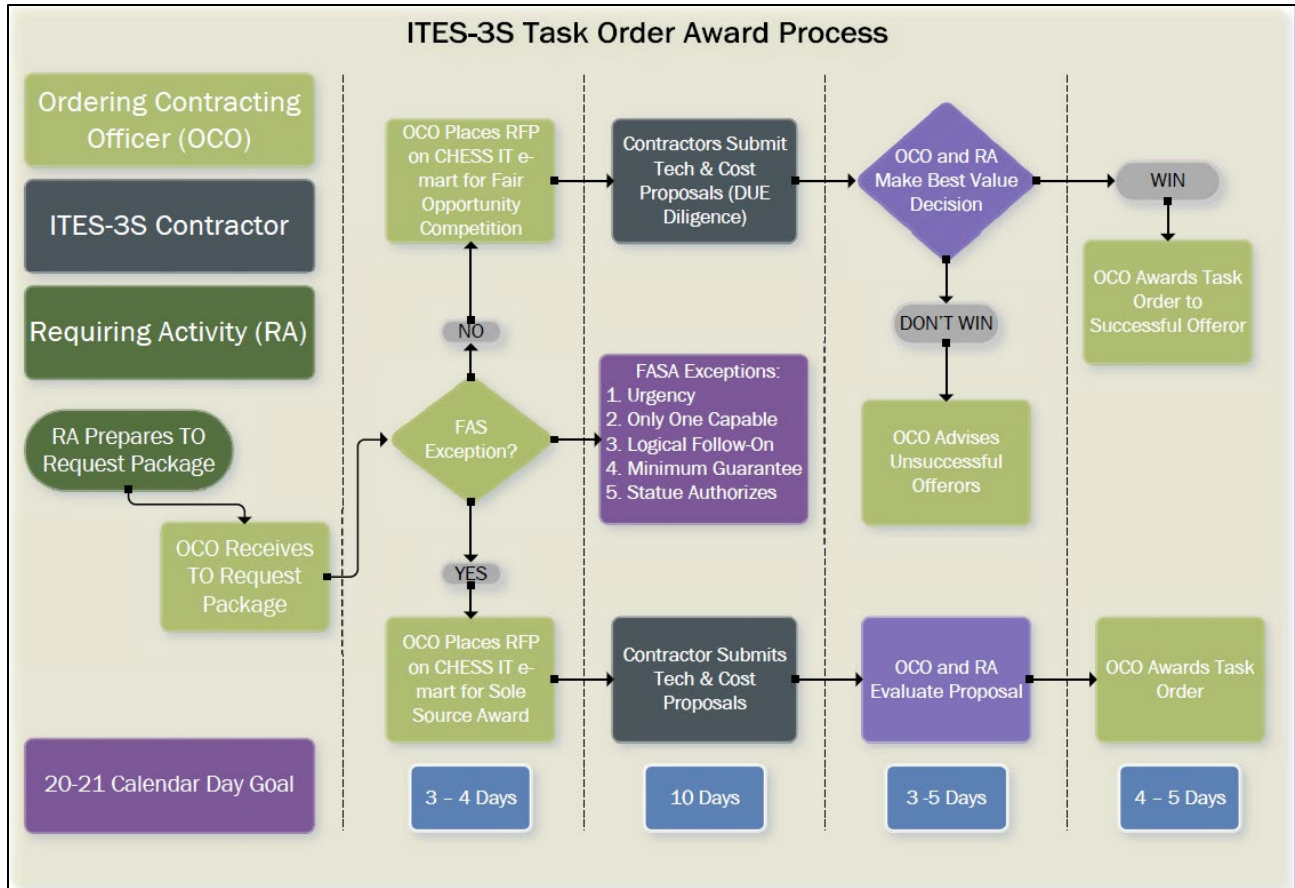 ITES-3S Task Order Award Process
Ordering Contracting
Officer (OCO)
ITES-3S Contractor
Requiring Activity (RA)
RA Prepares TO
Request Package
OCO Receives
TO Request
Package
20-21 Calendar Day Goal
OCO Places RFP
on CHESS IT e-
mart for Fair
Opportunity
Competition
NO
FAS
Exception?
YES
OCO Places RFP
on CHESS IT e-
mart for Sole
Source Award
3 – 4 Days
Contractors Submit
Tech & Cost
Proposals (DUE
Diligence)
FASA Exceptions:
1. Urgency
2. Only One Capable
3. Logical Follow-On
4. Minimum Guarantee
5. Statue Authorizes
Contractor Submits
Tech & Cost
Proposals
10 Days
OCO and RA
Make Best Value
Decision
DON'T WIN
OCO Advises
Unsuccessful
Offerors
OCO and RA
Evaluate Proposal
3 -5 Days
WIN
OCO Awards Task
Order to
Successful Offeror
OCO Awards Task
Order
4 – 5 Days